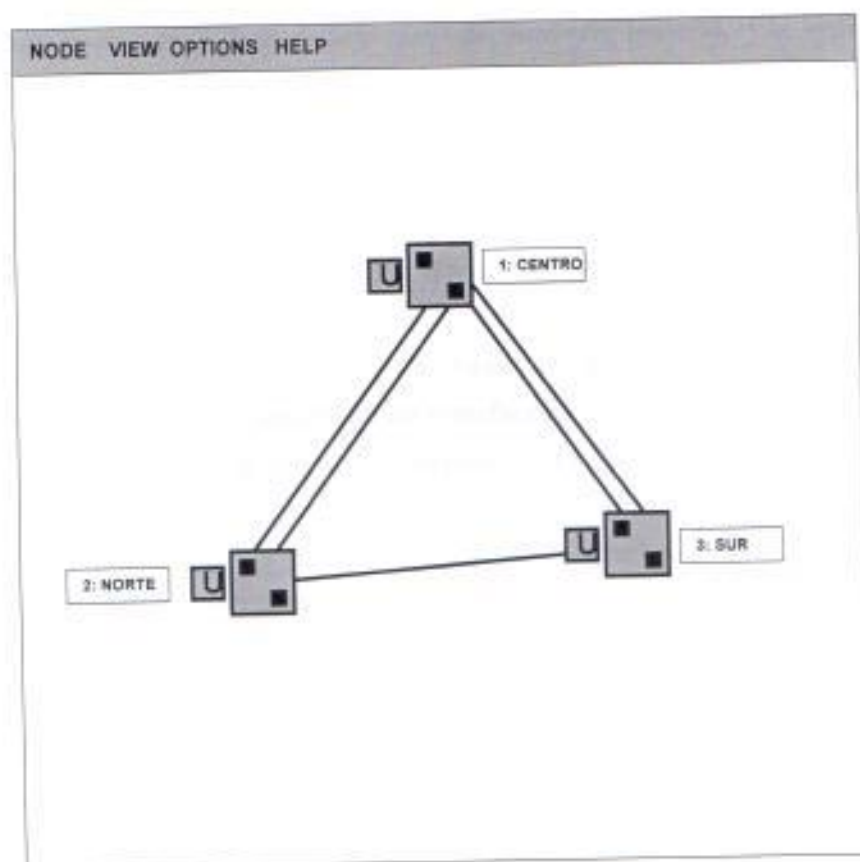 NODE VIEW OPTIONS HELP
U
1: CENTRO
U
3: SUR
2: NORTE
U